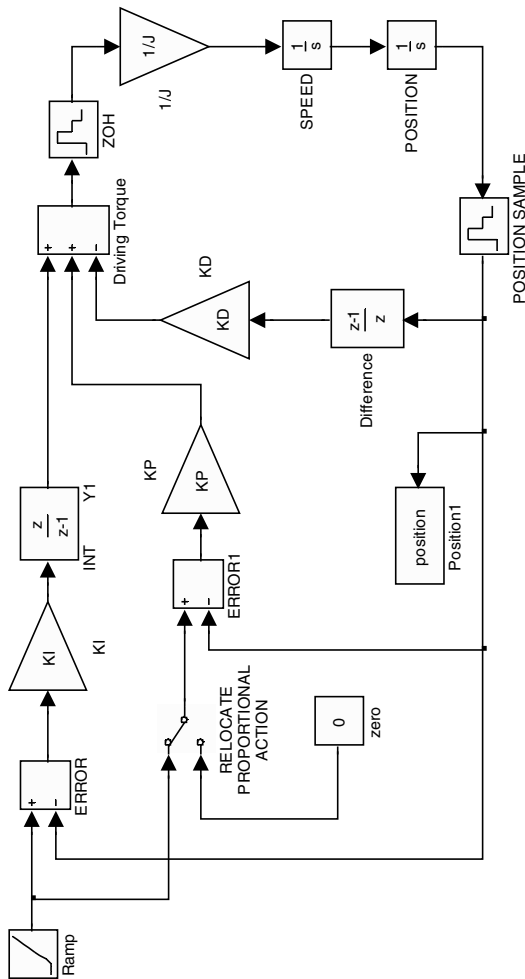 Ramp
+
−
ERROR
KI
KI
z
z-1
INT
Y1
+
+
-
Driving Torque
ZOH
1/J
1/J
1
s
SPEED
1
s
POSITION
RELOCATE
PROPORTIONAL
ACTION
0
zero
+
−
ERROR1
KP
KP
KD
KD
z-1
z
Difference
position
Position1
POSITION SAMPLE